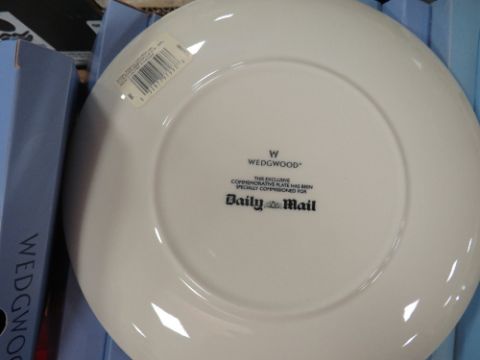 W
WEDGWOOD®
THIS EXCLUSIVE
COMMEMORATIVE PLATE HAS BEEN
SPECIALLY COMMISSIONED FOR
Daily Mail
WEDGWOO